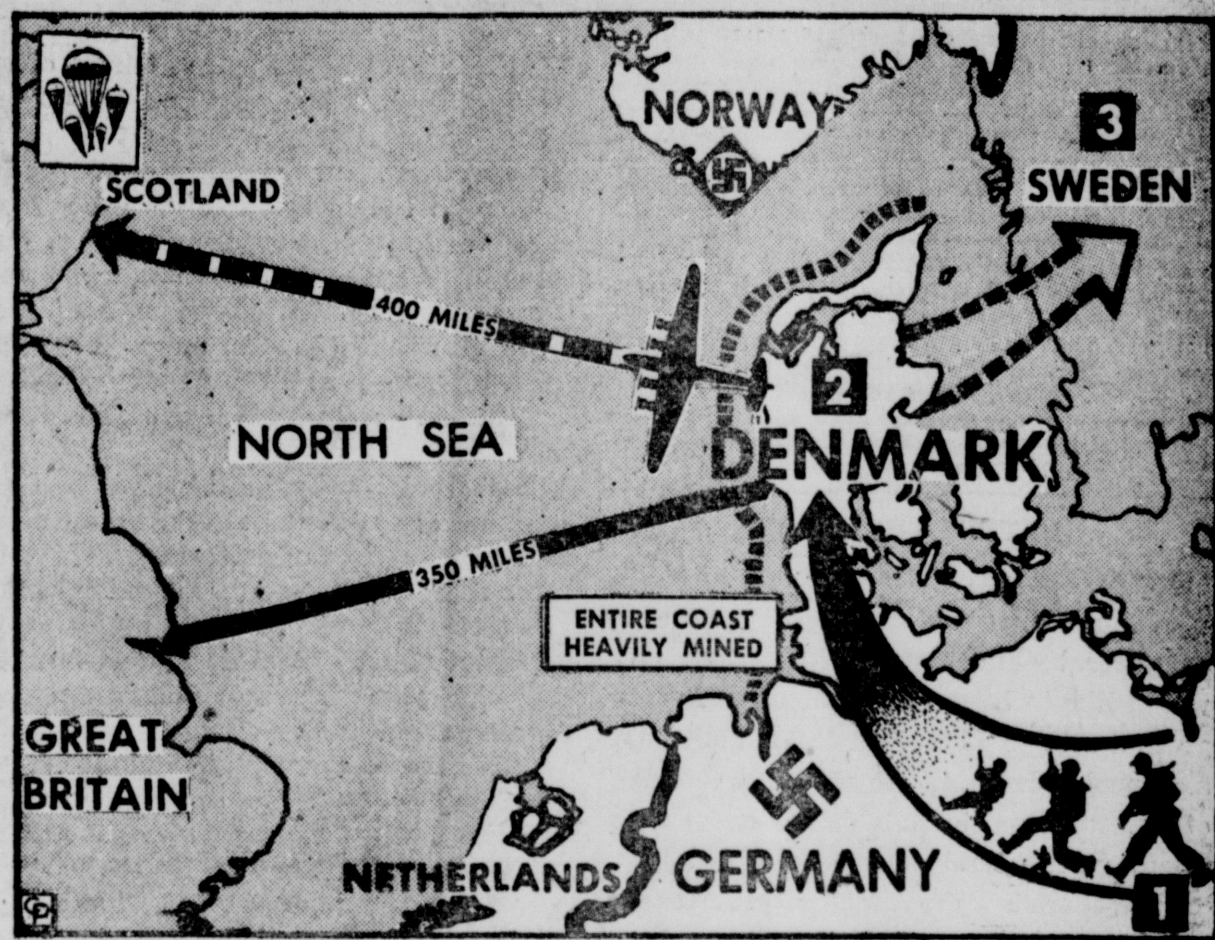 NORWAY
3
SWEDEN
SCOTLAND
400 MILES
2
NORTH SEA
DENMARK
350 MILES
ENTIRE COAST
HEAVILY MINED
GREAT
BRITAIN
NETHERLANDS
GERMANY
1
CP